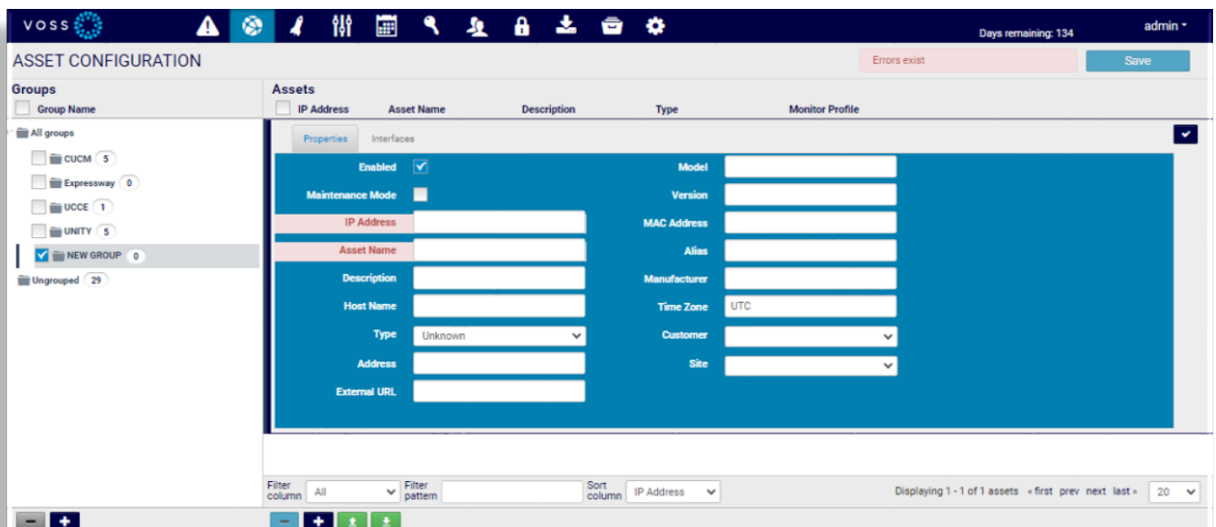 VOSS
Days remaining: 134
admin
ASSET CONFIGURATION
Errors exist
Save
Groups
Group Name
All groups
CUCM 5
Expressway 0
UCCE 1
UNITY 5
NEW GROUP 0
Ungrouped 29
Assets
IP Address Asset Name Description Type Monitor Profile
Properties Interfaces
Enabled
Maintenance Mode
IP Address
Asset Name
Description
Host Name
Type Unknown
Address
External URL
Model
Version
MAC Address
Alias
Manufacturer
Time Zone UTC
Customer
Site
Filter column All
Filter pattern
Sort column IP Address
Displaying 1 - 1 of 1 assets « first prev next last » 20